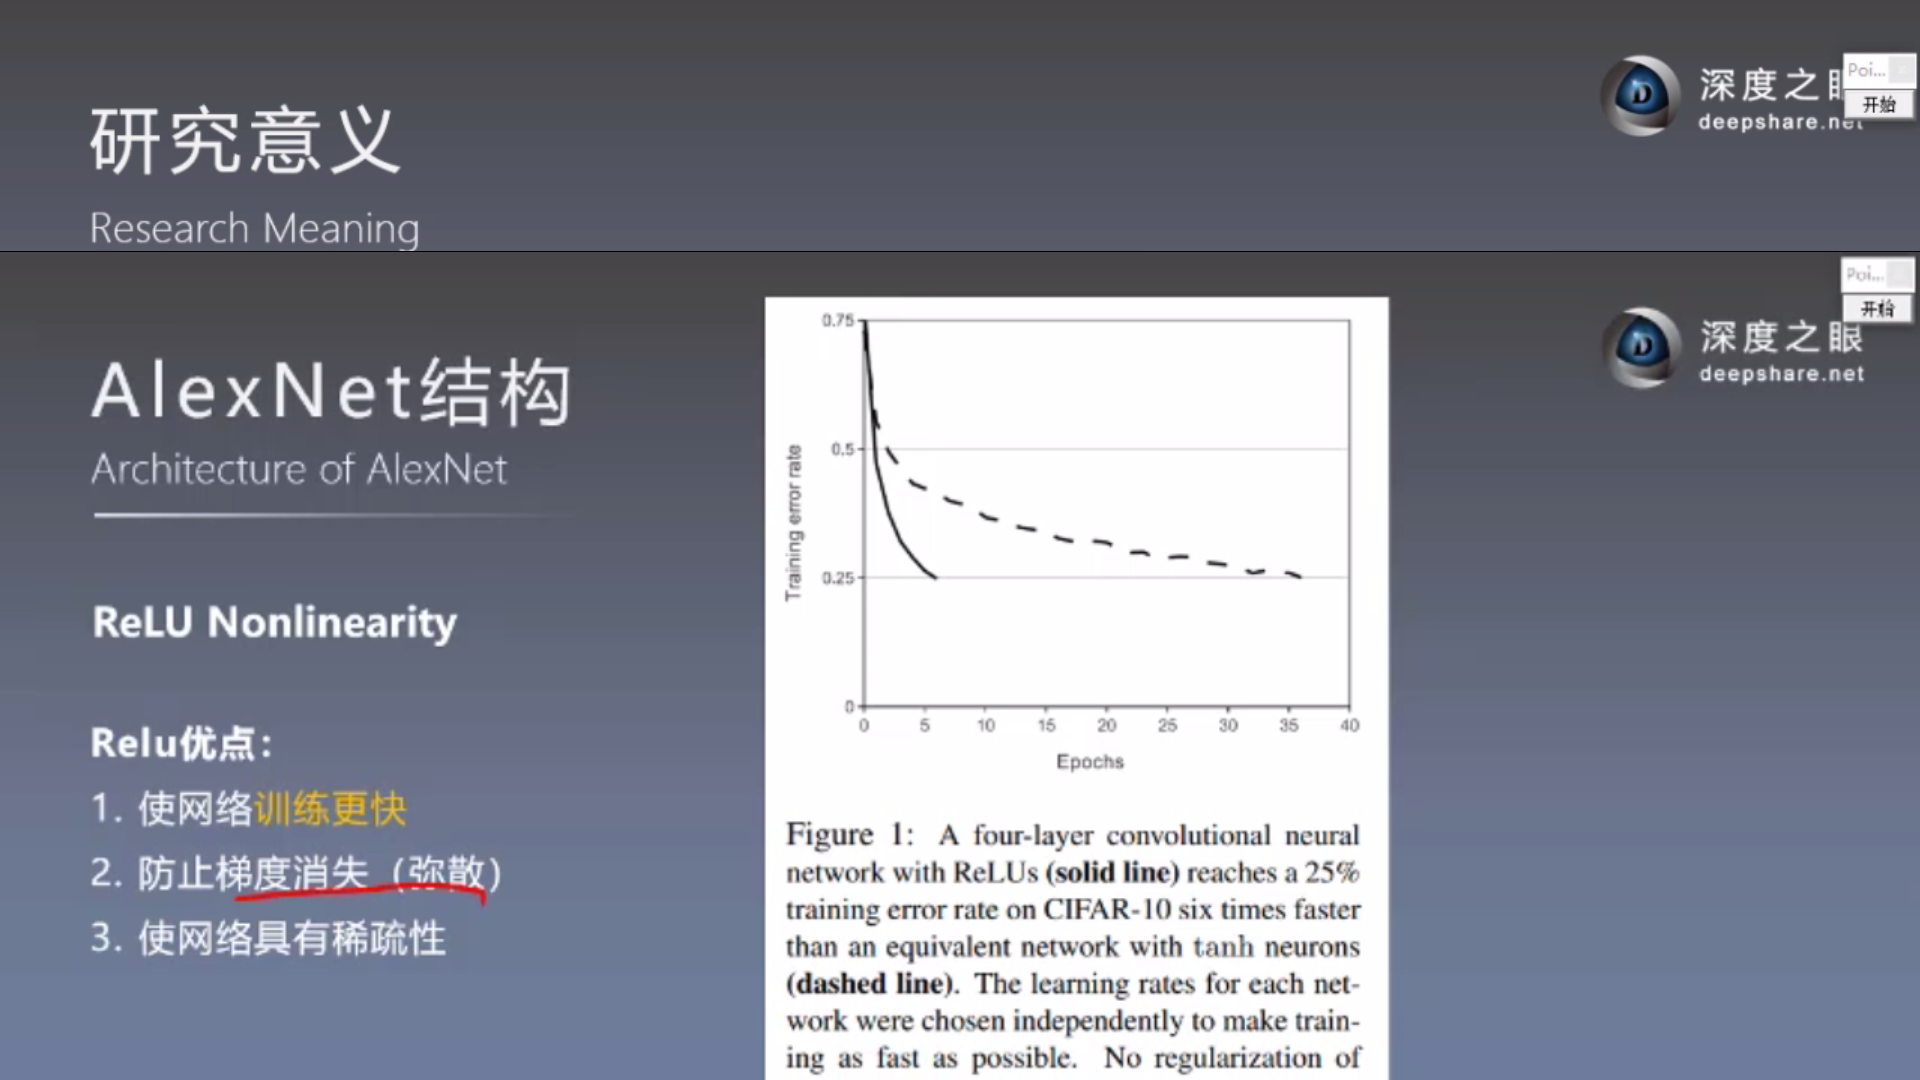 研究意义
Research Meaning
深度之
deepshare.net
Poi...
开始
AlexNet结构
Architecture of AlexNet
ReLU Nonlinearity
Relu优点：
1. 使网络训练更快
2. 防止梯度消失（弥散）
3. 使网络具有稀疏性
0.75
0.5
0.25
0
Training error rate
0 5 10 15 20 25 30 35 40
Epochs
Figure 1: A four-layer convolutional neural
network with ReLUs (solid line) reaches a 25%
training error rate on CIFAR-10 six times faster
than an equivalent network with tanh neurons
(dashed line). The learning rates for each net-
work were chosen independently to make train-
ing as fast as possible. No regularization of
Poi...
开始
深度之眼
deepshare.net